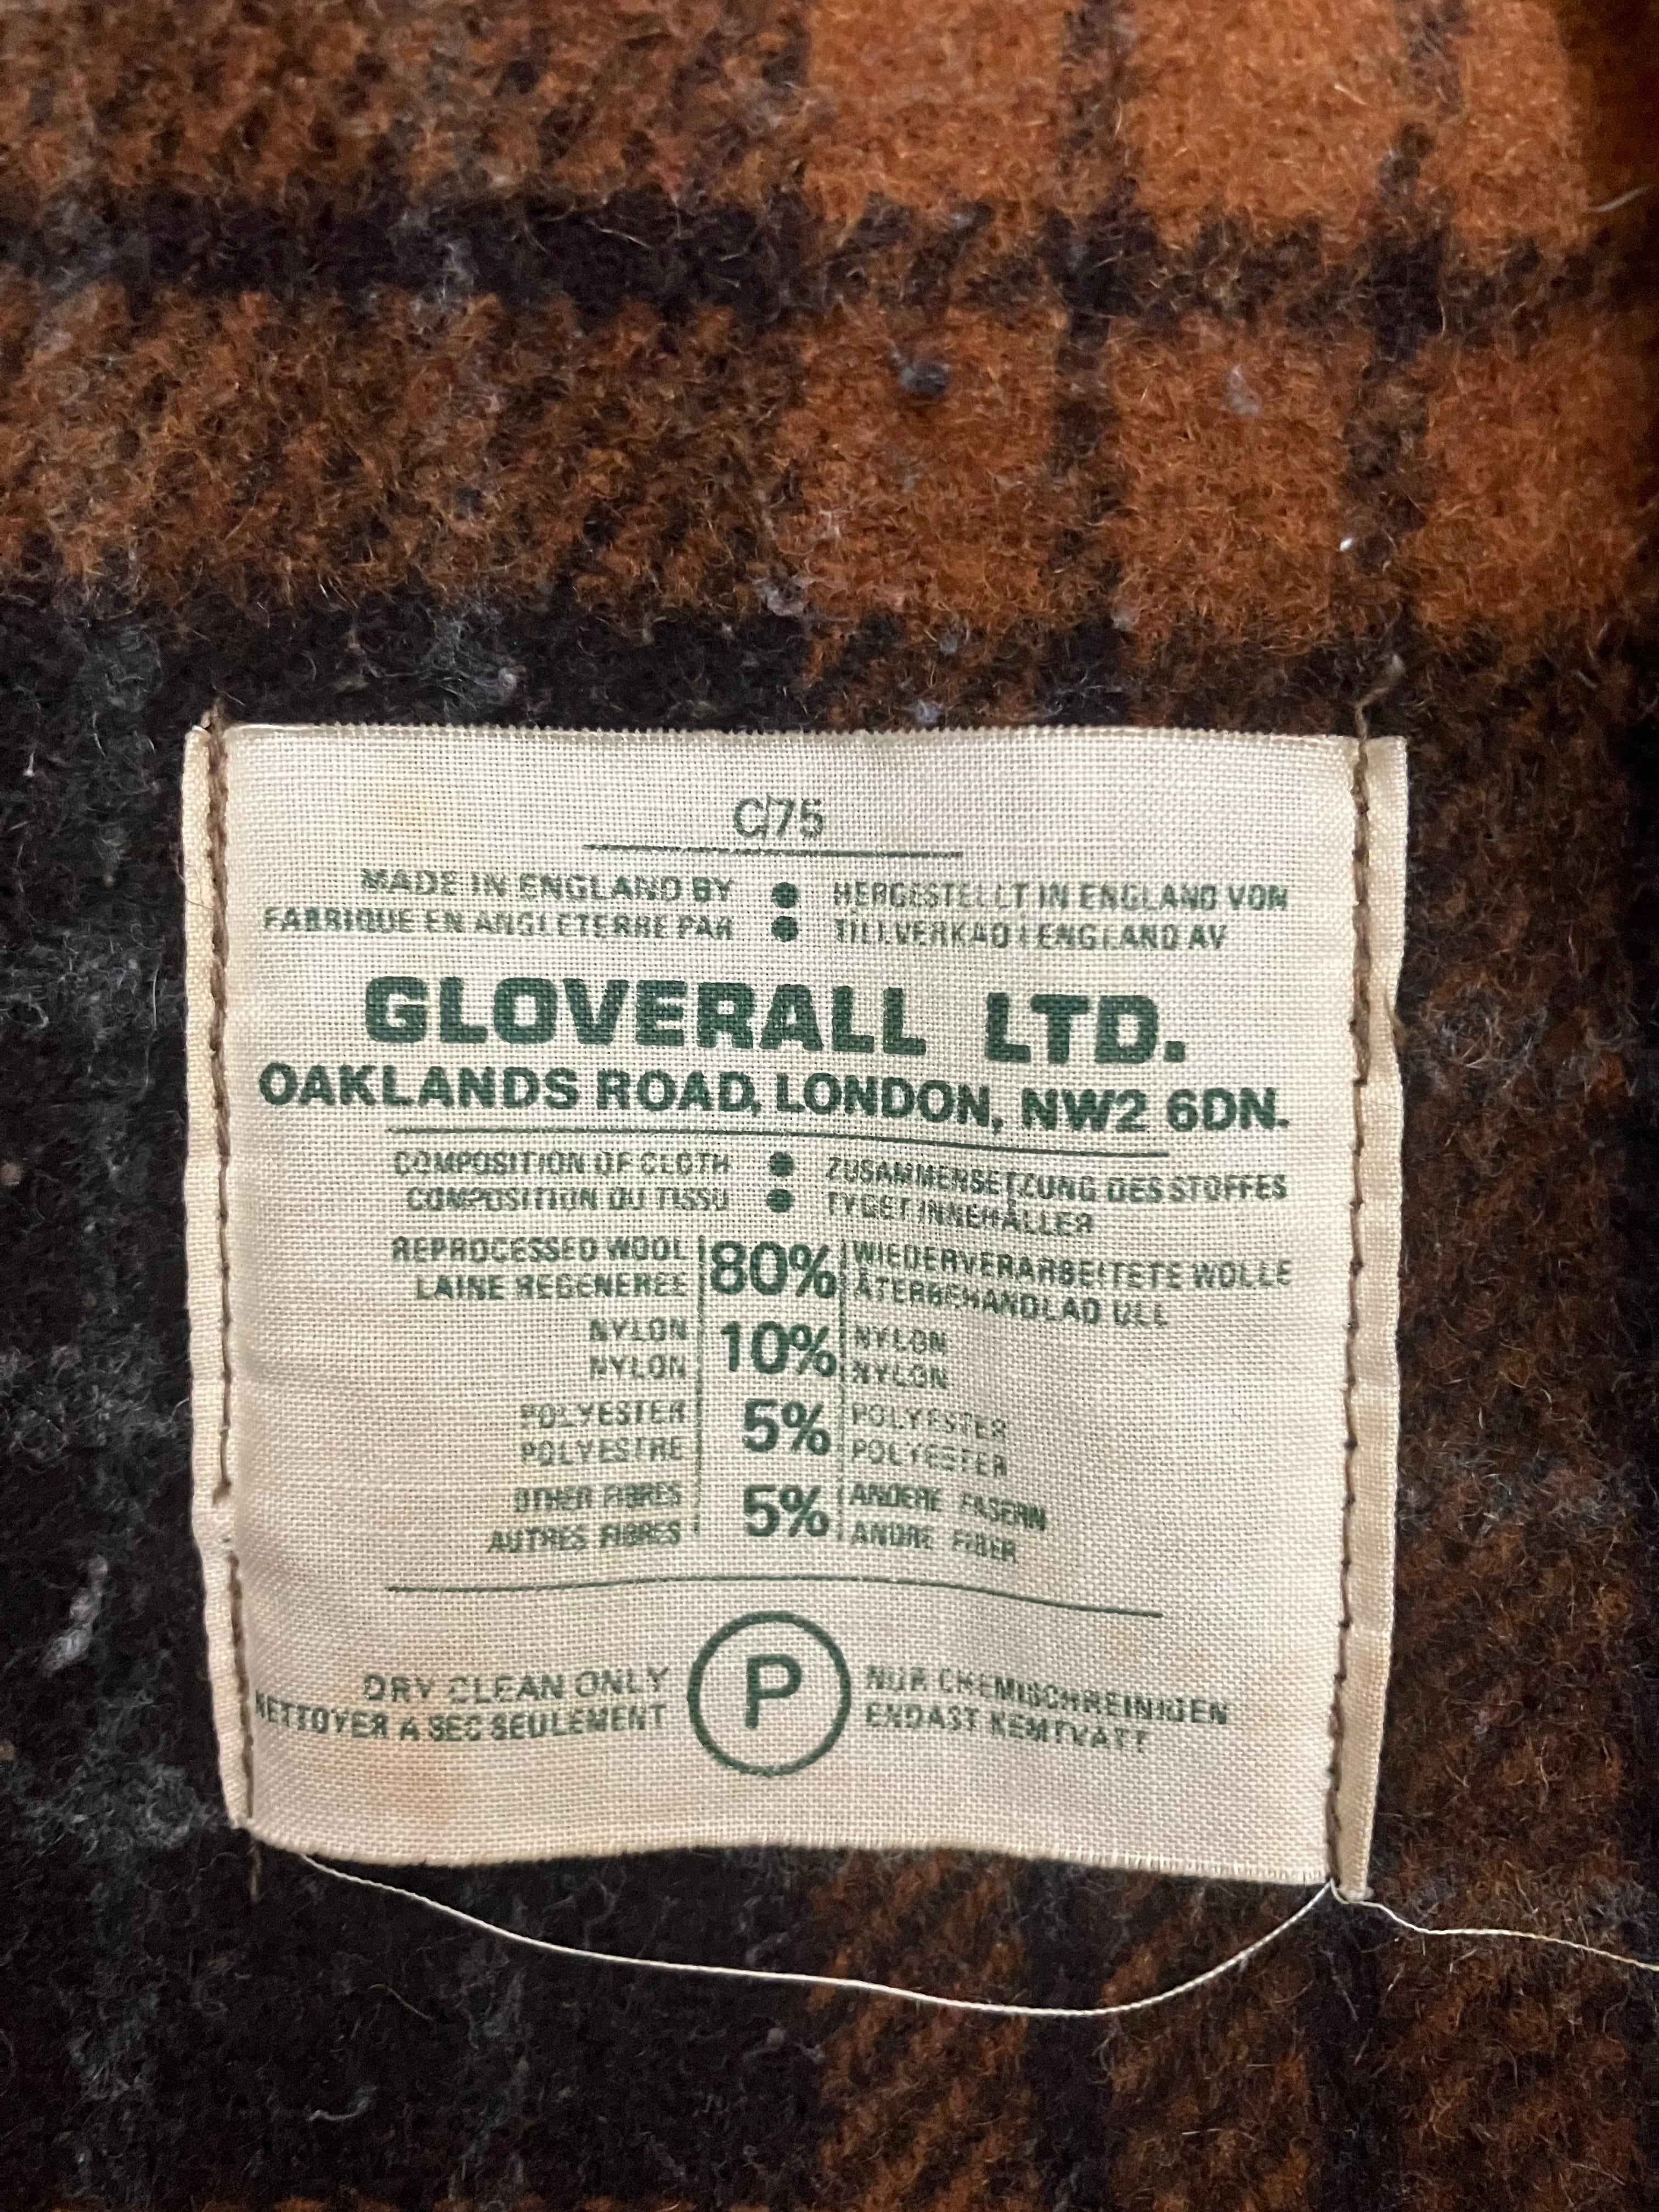 C/75
MADE IN ENGLAND BY ● HERGESTELLT IN ENGLAND VON
FABRIQUE EN ANGLETERRE PAR ● TILLVERKAD I ENGLAND AV
GLOVERALL LTD.
OAKLANDS ROAD, LONDON, NW2 6DN.
COMPOSITION OF CLOTH ● ZUSAMMENSETZUNG DES STOFFES
COMPOSITION DU TISSU ● TYGET INNEHÅLLER
REPROCESSED WOOL 80% WIEDERVERARBEITETE WOLLE
LAINE REGENEREE ÅTERBEHANDLAD ULL
NYLON 10% NYLON
NYLON NYLON
POLYESTER 5% POLYESTER
POLYESTRE POLYESTER
OTHER FIBRES 5% ANDERE FASERN
AUTRES FIBRES ANDRE FIBER
DRY CLEAN ONLY P NUR CHEMISCHREINIGEN
NETTOYER A SEC SEULEMENT ENDAST KEMTVATT